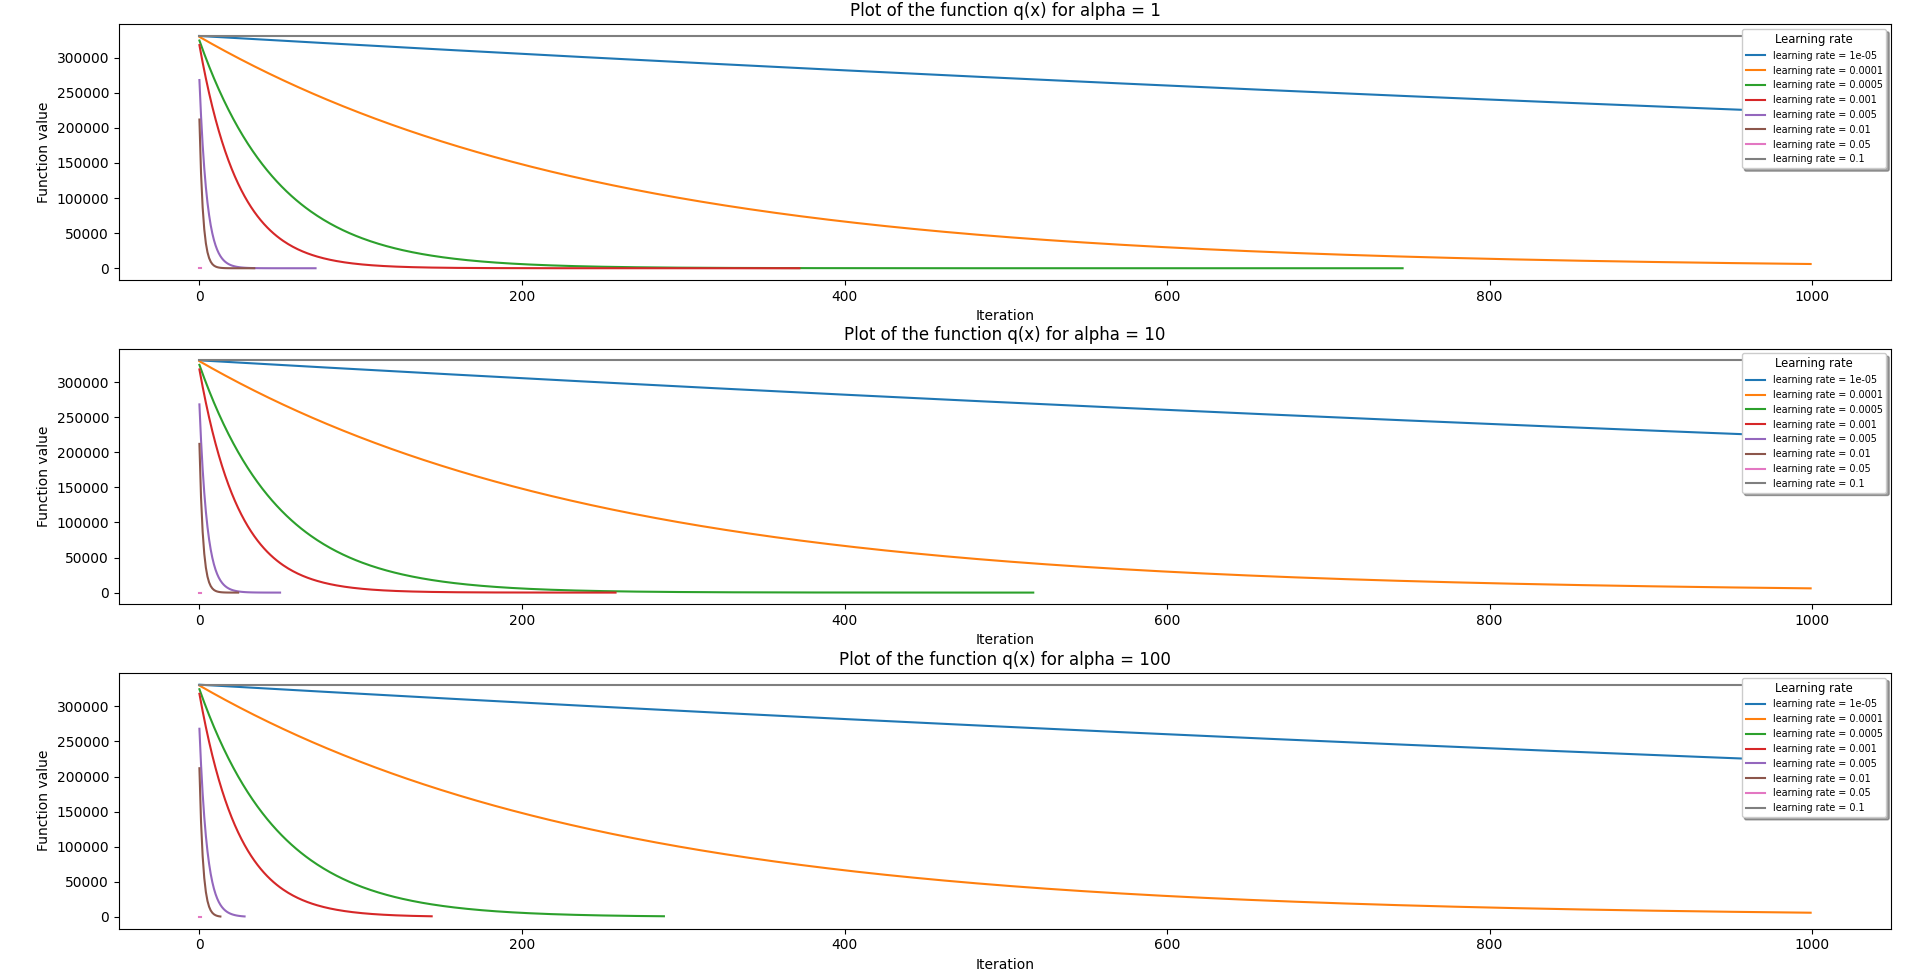 Plot of the function q(x) for alpha = 1
Function value
300000
250000
200000
150000
100000
50000
0
Learning rate
learning rate = 1e-05
learning rate = 0.0001
learning rate = 0.0005
learning rate = 0.001
learning rate = 0.005
learning rate = 0.01
learning rate = 0.05
learning rate = 0.1
0 200 400 600 800 1000
Iteration
Plot of the function q(x) for alpha = 10
Function value
300000
250000
200000
150000
100000
50000
0
Learning rate
learning rate = 1e-05
learning rate = 0.0001
learning rate = 0.0005
learning rate = 0.001
learning rate = 0.005
learning rate = 0.01
learning rate = 0.05
learning rate = 0.1
0 200 400 600 800 1000
Iteration
Plot of the function q(x) for alpha = 100
Function value
300000
250000
200000
150000
100000
50000
0
Learning rate
learning rate = 1e-05
learning rate = 0.0001
learning rate = 0.0005
learning rate = 0.001
learning rate = 0.005
learning rate = 0.01
learning rate = 0.05
learning rate = 0.1
0 200 400 600 800 1000
Iteration